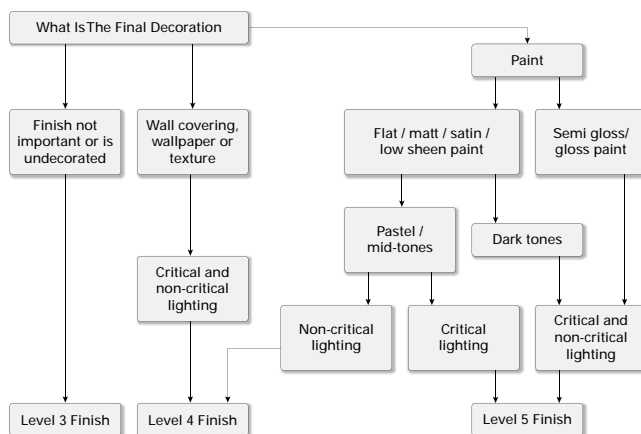 What Is The Final Decoration
Paint
Finish not
important or is
undecorated
Wall covering,
wallpaper or
texture
Flat / matt / satin /
low sheen paint
Semi gloss/
gloss paint
Pastel /
mid-tones
Dark tones
Critical and
non-critical
lighting
Non-critical
lighting
Critical
lighting
Critical and
non-critical
lighting
Level 3 Finish
Level 4 Finish
Level 5 Finish